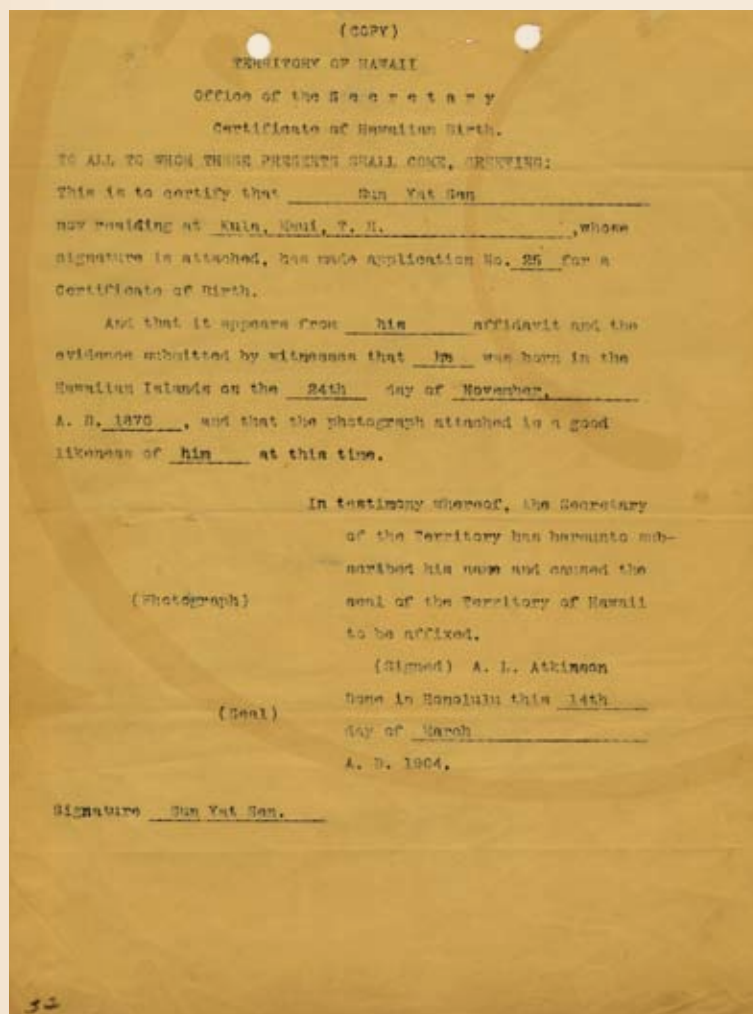 (COPY)
TERRITORY OF HAWAII
Office of the S e c r e t a r y
Certificate of Hawaiian Birth.
TO ALL TO WHOM THESE PRESENTS SHALL COME, GREETING:
This is to certify that Sun Yat Sen
now residing at Kula, Maui, T. H. ,whose
signature is attached, has made application No. 25 for a
Certificate of Birth.
And that it appears from his affidavit and the
evidence submitted by witnesses that he was born in the
Hawaiian Islands on the 24th day of November,
A. D. 1870 , and that the photograph attached is a good
likeness of him at this time.
In testimony whereof, the Secretary
of the Territory has hereunto sub-
scribed his name and caused the
(Photograph) seal of the Territory of Hawaii
to be affixed.
(Signed) A. L. Atkinson
Done in Honolulu this 14th
(Seal)
day of March
A. D. 1904.
Signature Sun Yat Sen.
32